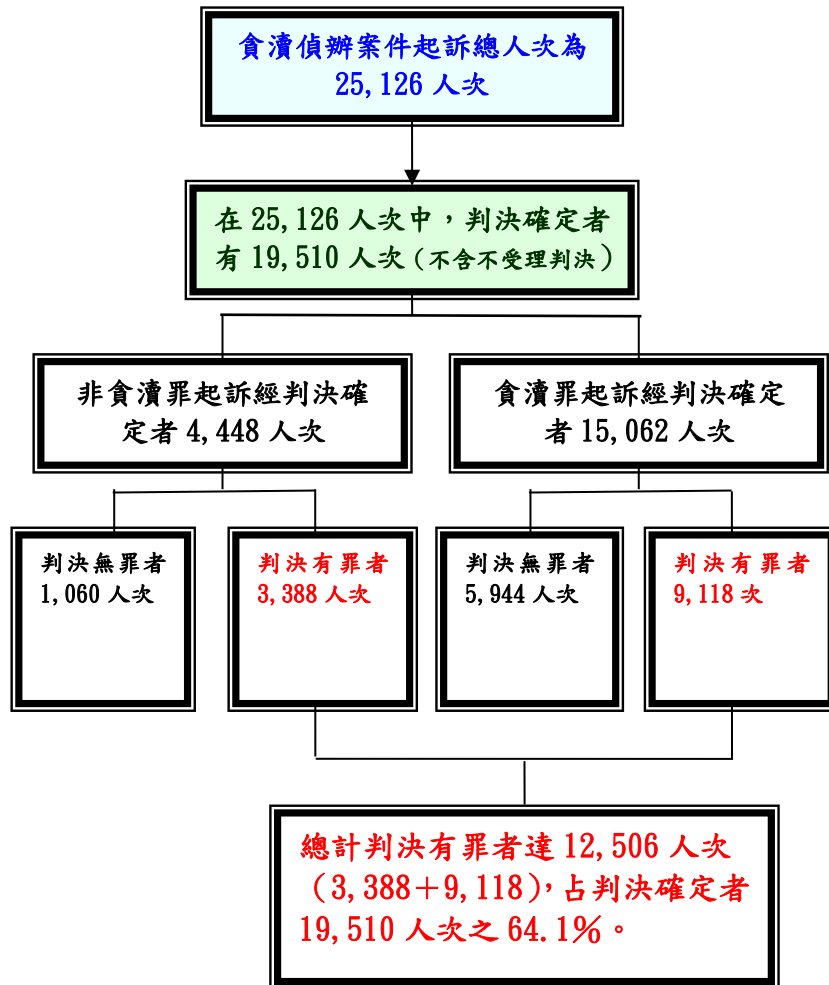 貪瀆偵辦案件起訴總人次為
25,126 人次
在 25,126 人次中，判決確定者
有 19,510 人次（不含不受理判決）
非貪瀆罪起訴經判決確
定者 4,448 人次
貪瀆罪起訴經判決確定
者 15,062 人次
判決無罪者
1,060 人次
判決有罪者
3,388 人次
判決無罪者
5,944 人次
判決有罪者
9,118 次
總計判決有罪者達 12,506 人次
（3,388＋9,118），占判決確定者
19,510 人次之 64.1％。